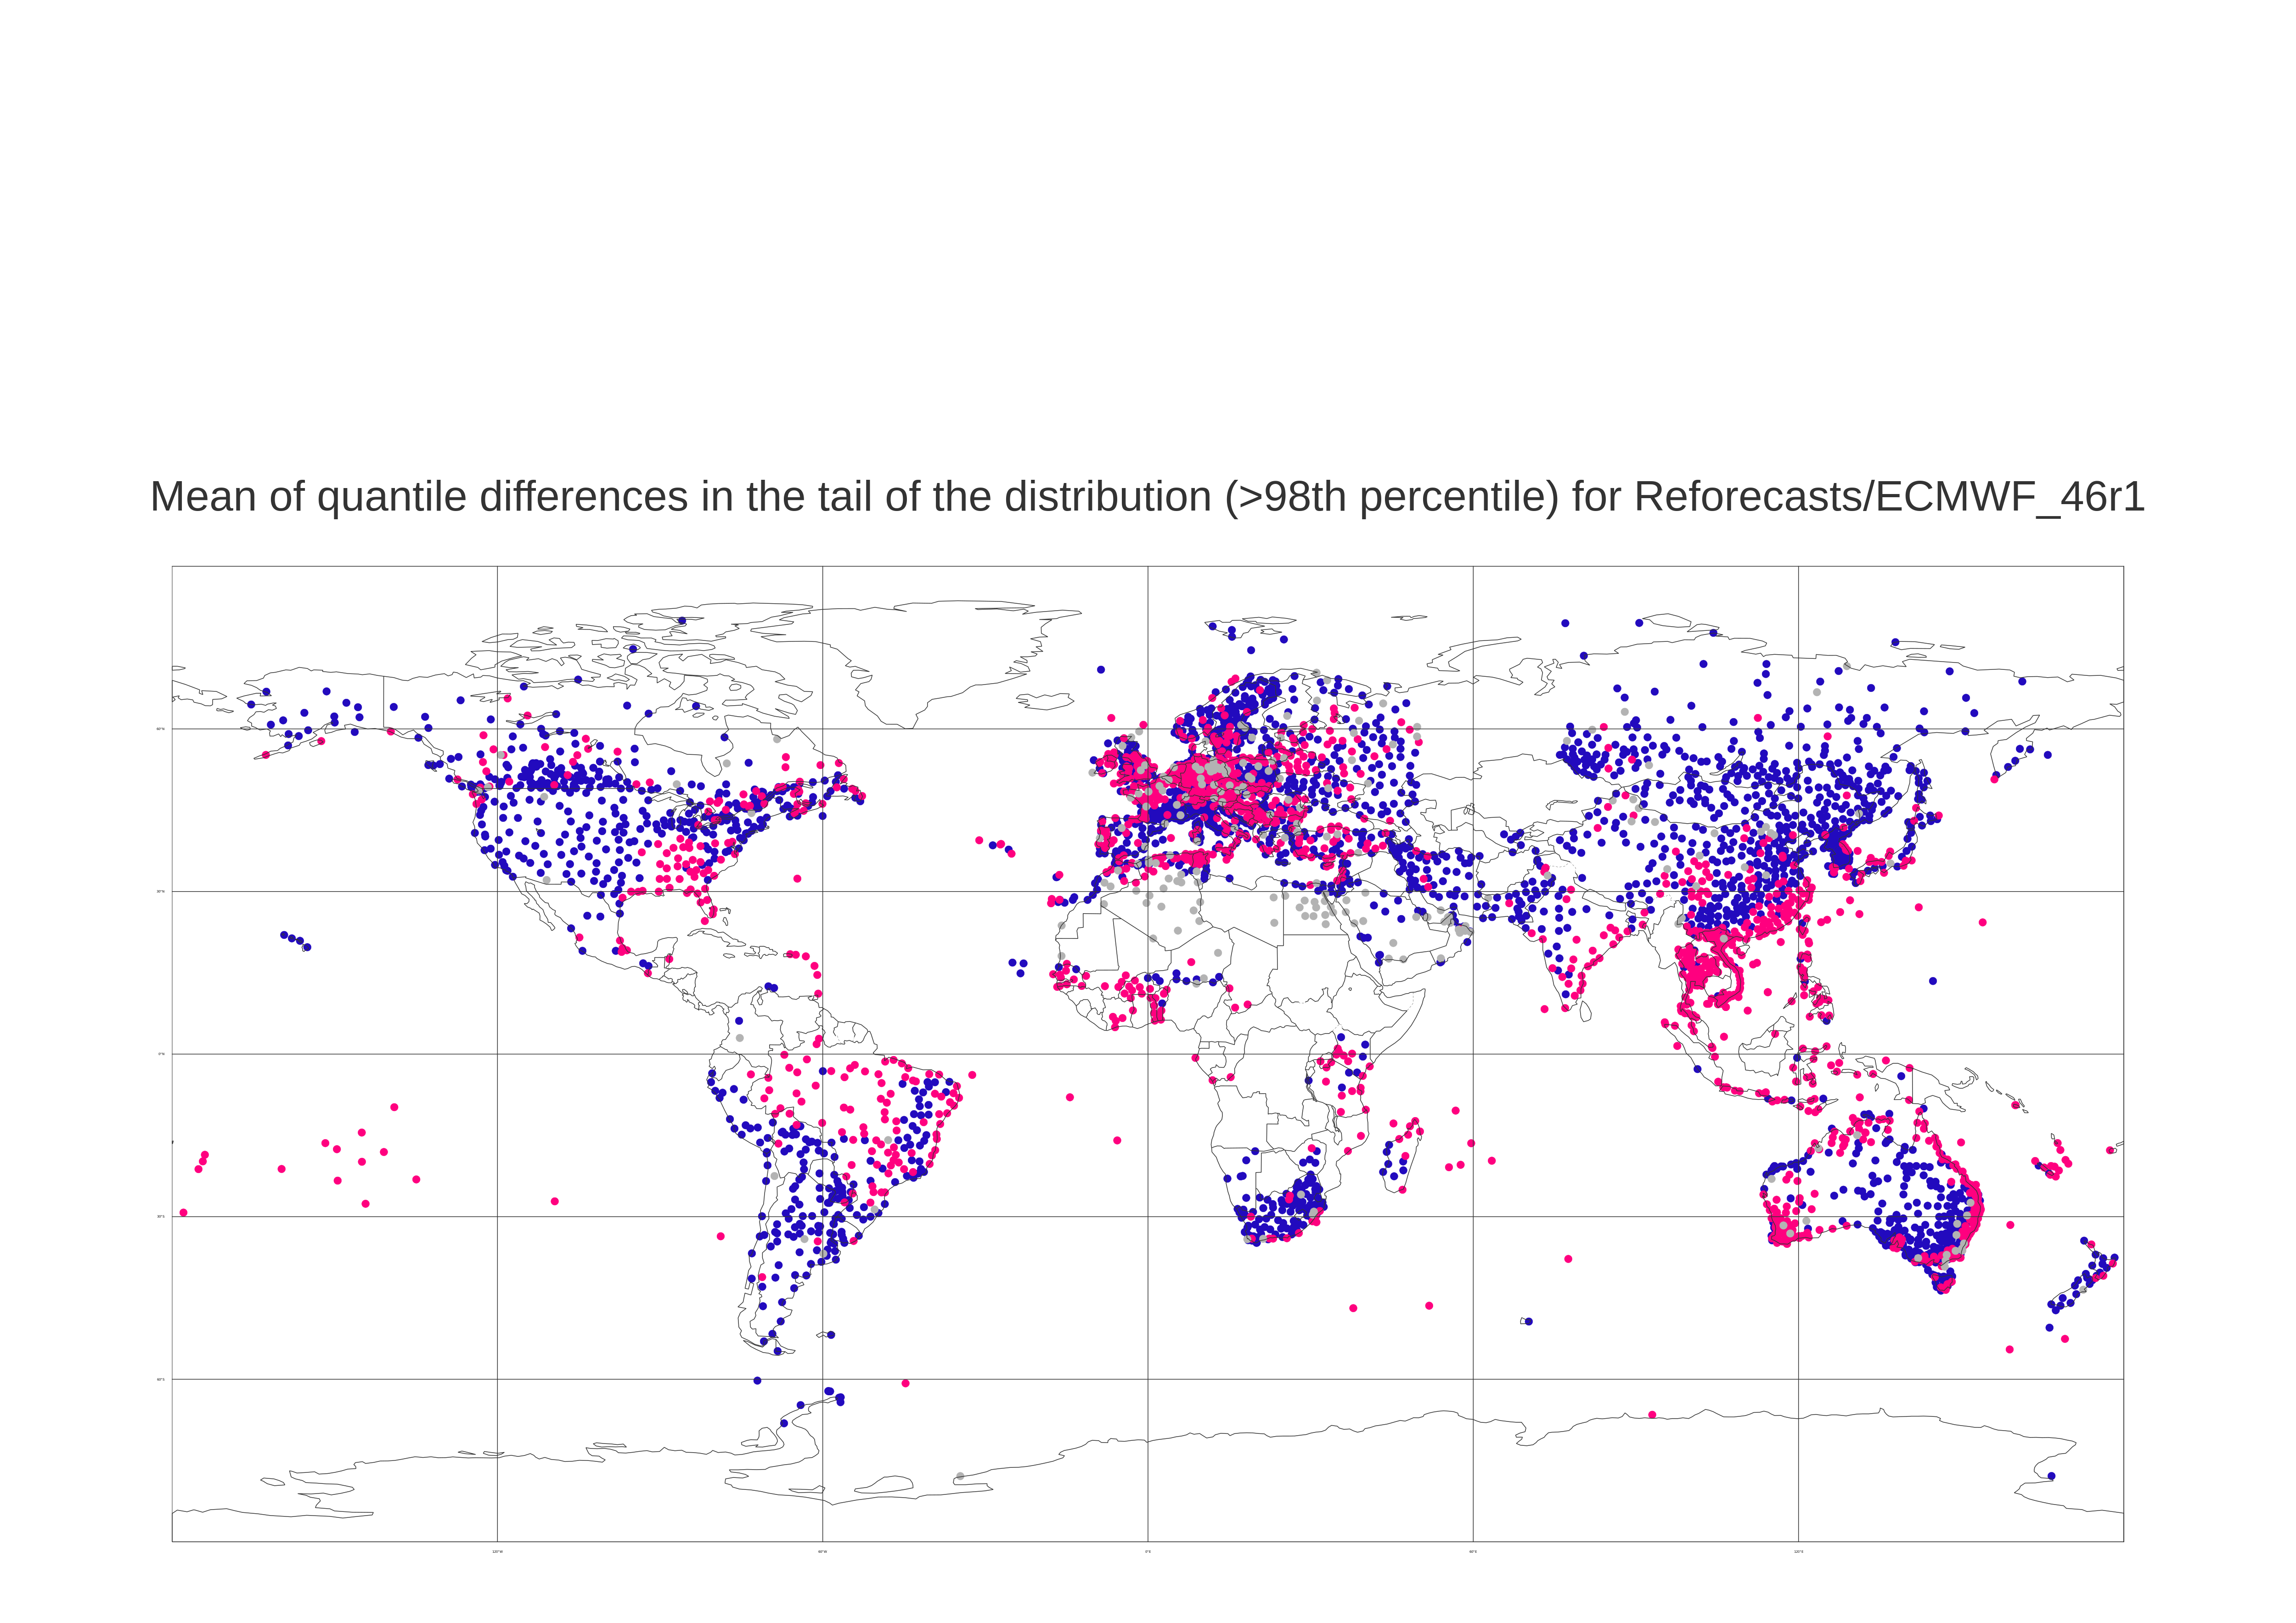 Mean of quantile differences in the tail of the distribution (>98th percentile) for Reforecasts/ECMWF_46r1
60°N
30°N
0°N
30°S
60°S
120°W 60°W 0°E 60°E 120°E